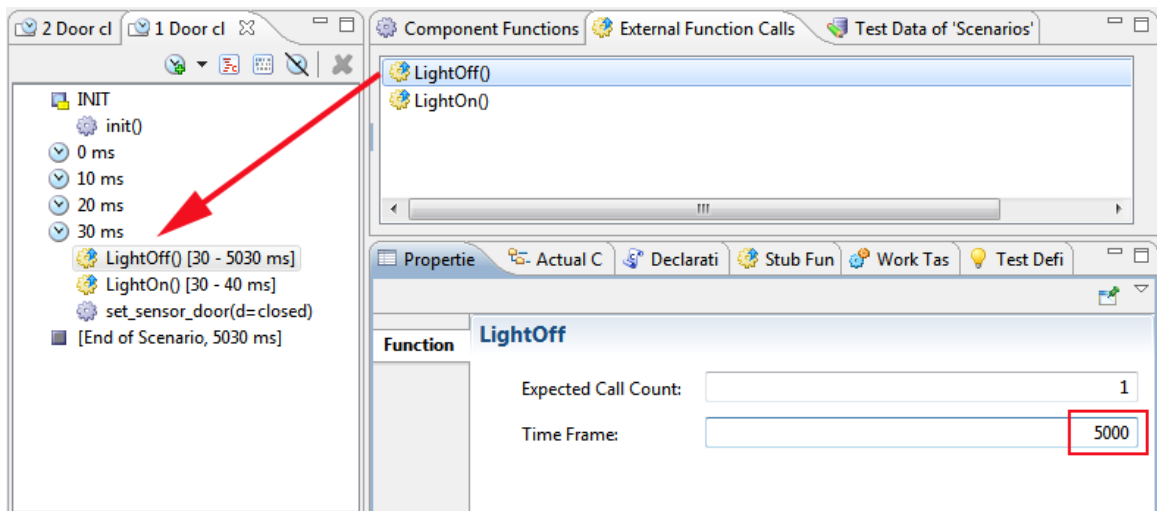 2 Door cl
1 Door cl
INIT
init()
0 ms
10 ms
20 ms
30 ms
LightOff() [30 - 5030 ms]
LightOn() [30 - 40 ms]
set_sensor_door(d=closed)
[End of Scenario, 5030 ms]
Component Functions
External Function Calls
Test Data of 'Scenarios'
LightOff()
LightOn()
Propertie
Actual C
Declarati
Stub Fun
Work Tas
Test Defi
Function
LightOff
Expected Call Count: 1
Time Frame: 5000